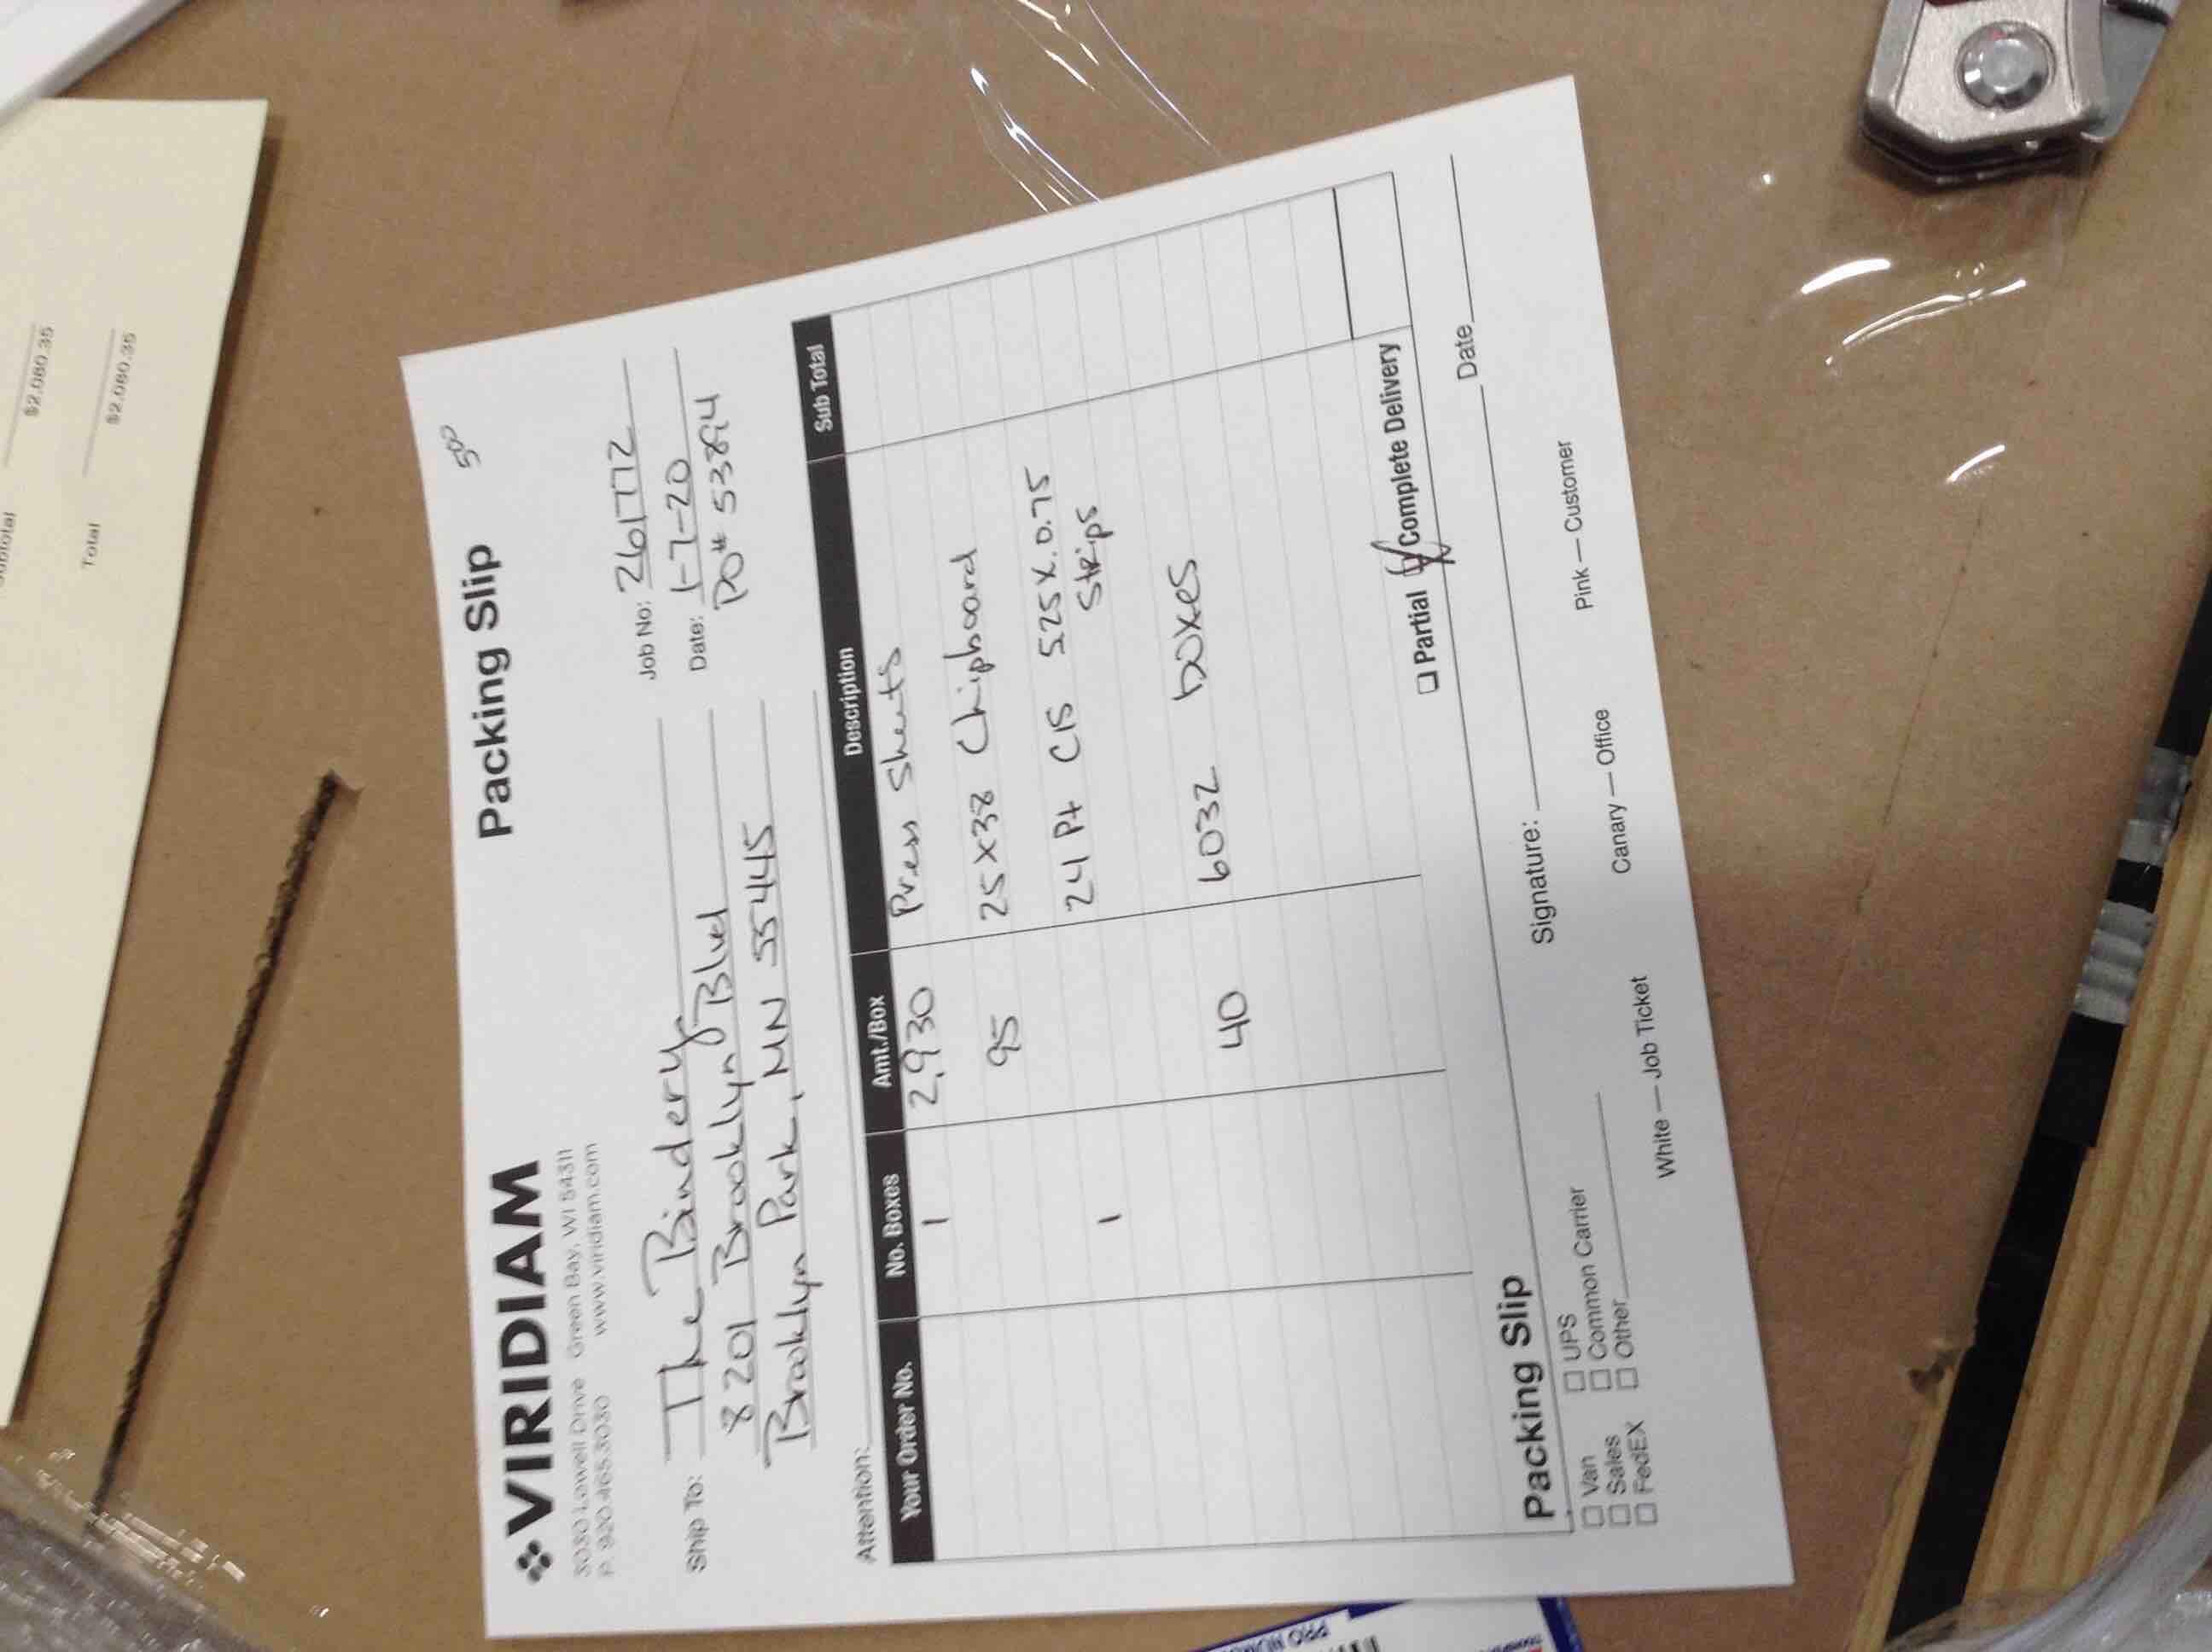 Subtotal
$2,080.35
Total
$2,080.35
VIRIDIAM
Packing Slip
500
3030 Lowell Drive Green Bay, WI 54311
P. 920.465.3030 www.viridiam.com
Ship To: The Bindery
8201 Brooklyn Blvd
Brooklyn Park, MN 55445
Job No: 261772
Date: 1-7-20
PO# 53894
Attention:
Your Order No. No. Boxes Amt./Box Description Sub Total
1 2,930 Press Sheets
95 25x38 Chipboard
1 24 Pt C1S 525 x .0.75
Strips
40 6032 boxes
Partial Complete Delivery
Packing Slip
Signature: Date
Van UPS
Sales Common Carrier
FedEX Other
White — Job Ticket Canary — Office Pink — Customer